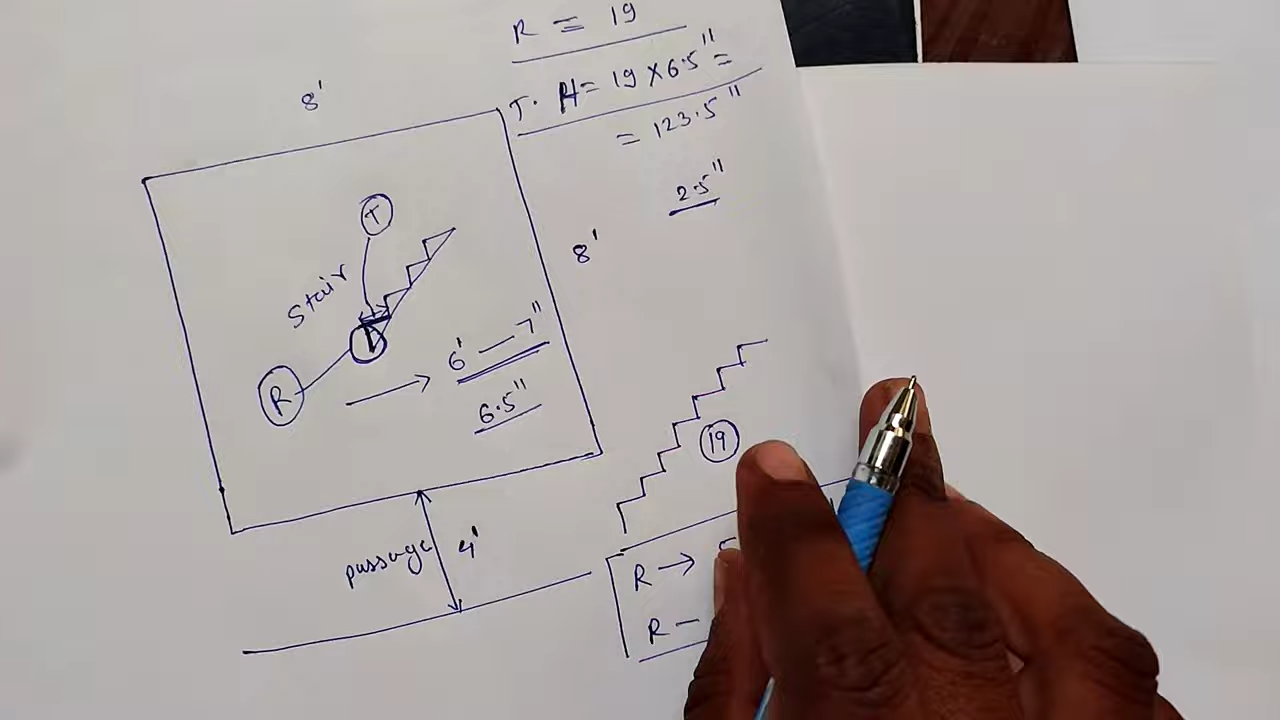 R = 19
T. H = 19 X 6.5" =
= 123.5"
2.5"
8'
T
stair
8'
6' — 7"
R
6.5"
19
passage
4'
R →
R —